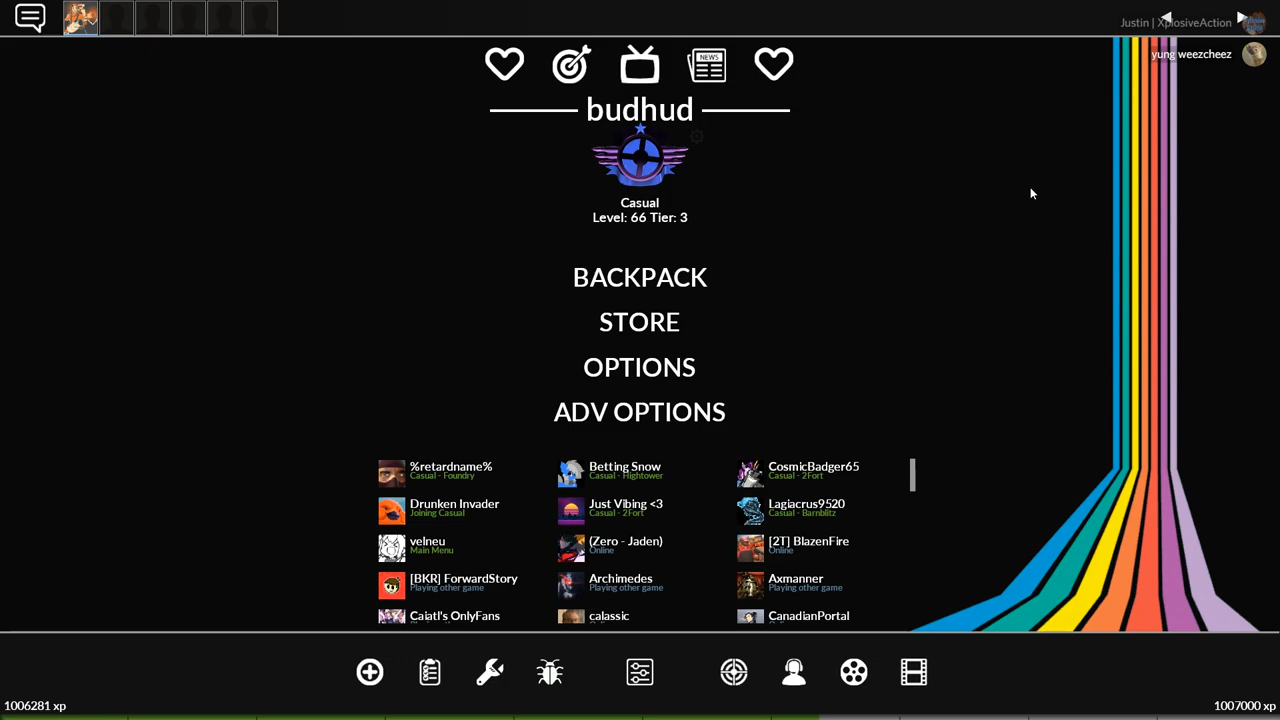 Justin | XplosiveAction
yung weezcheez
NEWS
budhud
Casual
Level: 66 Tier: 3
BACKPACK
STORE
OPTIONS
ADV OPTIONS
%retardname%
Casual - Foundry
Betting Snow
Casual - Hightower
CosmicBadger65
Casual - 2Fort
Drunken Invader
Joining Casual
Just Vibing <3
Casual - 2Fort
Lagiacrus9520
Casual - Barnblitz
velneu
Main Menu
(Zero - Jaden)
Online
[2T] BlazenFire
Online
[BKR] ForwardStory
Playing other game
Archimedes
Playing other game
Axmanner
Playing other game
Caiatl's OnlyFans
calassic
CanadianPortal
1006281 xp
1007000 xp